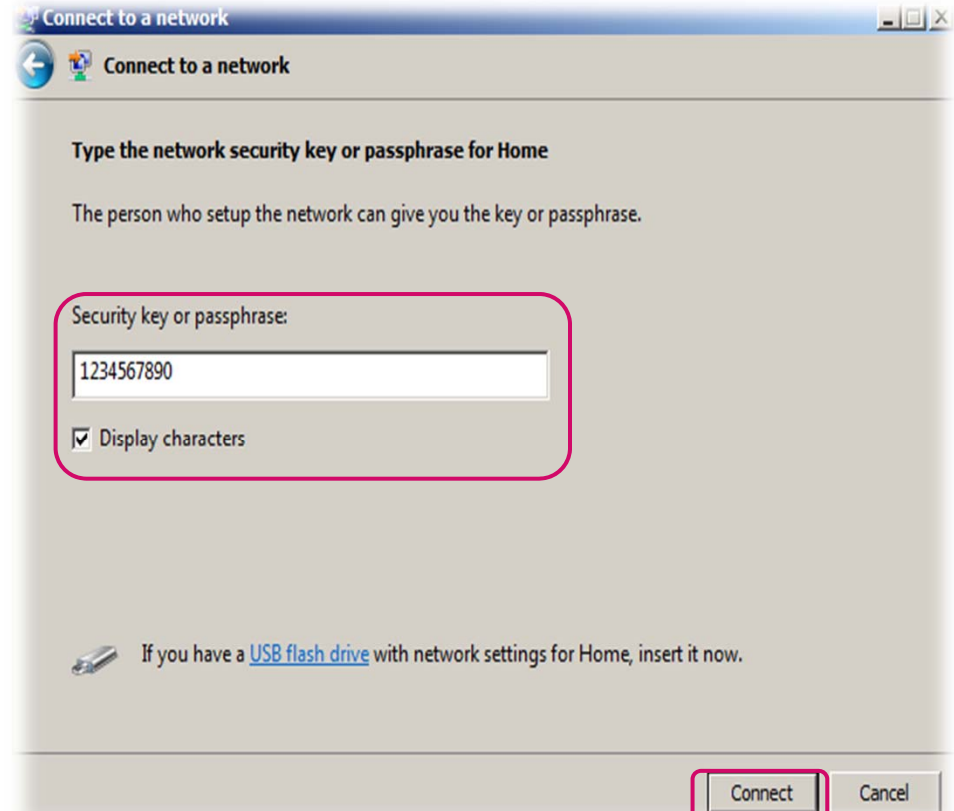 Connect to a network
Connect to a network
Type the network security key or passphrase for Home
The person who setup the network can give you the key or passphrase.
Security key or passphrase:
1234567890
Display characters
If you have a USB flash drive with network settings for Home, insert it now.
Connect
Cancel